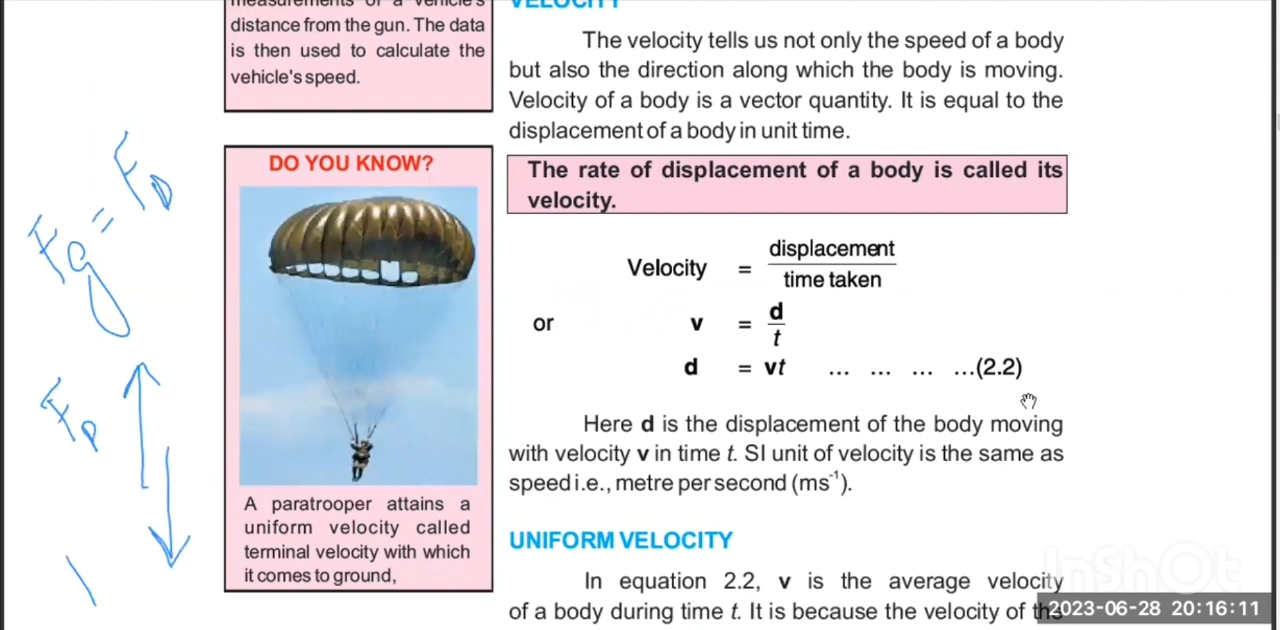 measurements of a vehicle's
distance from the gun. The data
is then used to calculate the
vehicle's speed.
VELOCITY
The velocity tells us not only the speed of a body
but also the direction along which the body is moving.
Velocity of a body is a vector quantity. It is equal to the
displacement of a body in unit time.
The rate of displacement of a body is called its
velocity.
Velocity = displacement / time taken
or v = d / t
d = vt ... ... ... ...(2.2)
Here d is the displacement of the body moving
with velocity v in time t. SI unit of velocity is the same as
speed i.e., metre per second (ms⁻¹).
UNIFORM VELOCITY
In equation 2.2, v is the average velocity
of a body during time t. It is because the velocity of the
DO YOU KNOW?
A paratrooper attains a
uniform velocity called
terminal velocity with which
it comes to ground,
Fg = FD
FD
InShOt
2023-06-28 20:16:11